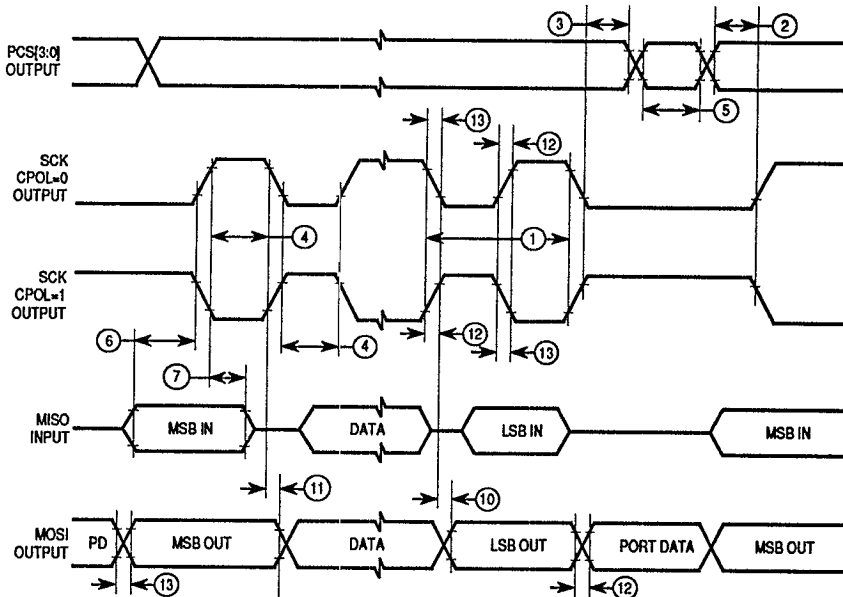 PCS[3:0]
OUTPUT
3
2
5
13
12
SCK
CPOL=0
OUTPUT
4
1
SCK
CPOL=1
OUTPUT
6
7
4
12
13
MISO
INPUT
MSB IN
DATA
LSB IN
MSB IN
11
10
MOSI
OUTPUT
PD
MSB OUT
DATA
LSB OUT
PORT DATA
MSB OUT
13
12